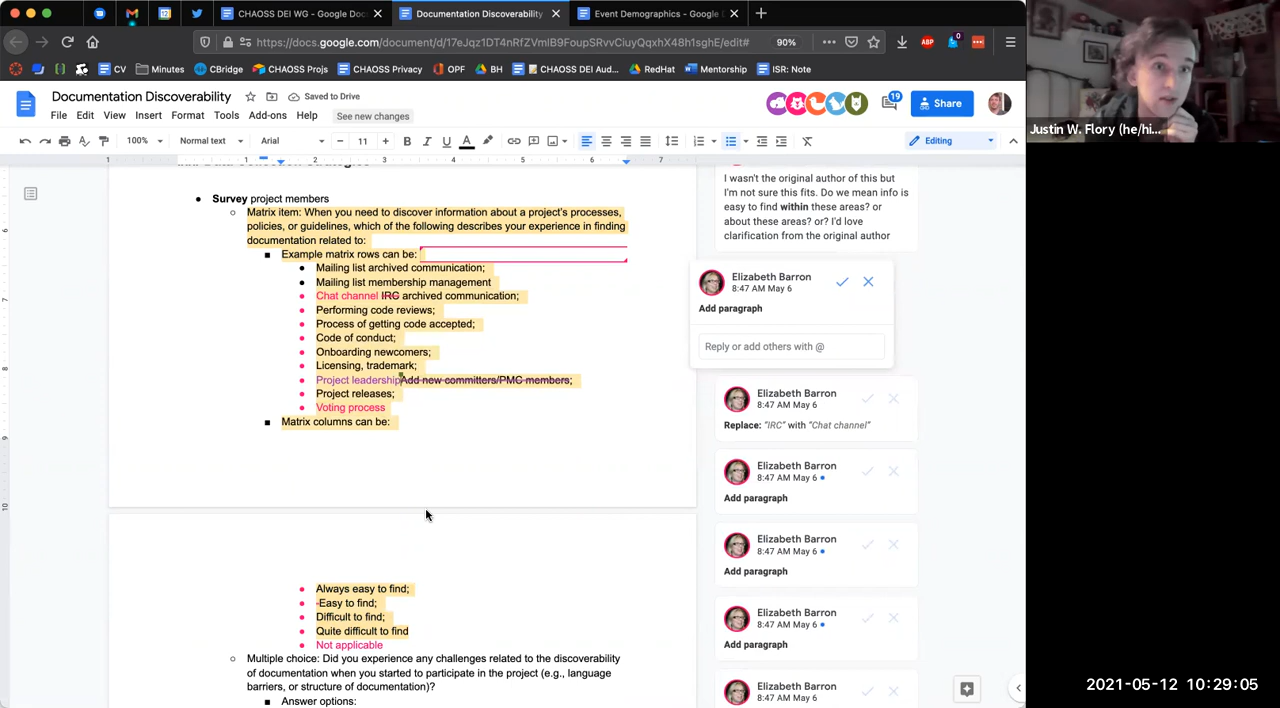 CHAOSS DEI WG - Google Doc
Documentation Discoverability
Event Demographics - Google D
https://docs.google.com/document/d/17eJqz1DT4nRfZVmlB9FoupSRvvCiuyQqxhX48h1sghE/edit#
90%
ABP
0
CV
Minutes
CBridge
CHAOSS Projs
CHAOSS Privacy
OPF
BH
CHAOSS DEI Aud...
RedHat
Mentorship
ISR: Note
Documentation Discoverability
Saved to Drive
File Edit View Insert Format Tools Add-ons Help
See new changes
19
Share
100%
Normal text
Arial
11
B I U A
Editing
1 1 2 3 4 5 6 7
Survey project members
Matrix item: When you need to discover information about a project's processes,
policies, or guidelines, which of the following describes your experience in finding
documentation related to:
Example matrix rows can be:
Mailing list archived communication;
Mailing list membership management
Chat channel IRC archived communication;
Performing code reviews;
Process of getting code accepted;
Code of conduct;
Onboarding newcomers;
Licensing, trademark;
Project leadershipAdd new committers/PMC members;
Project releases;
Voting process
Matrix columns can be:
Always easy to find;
-Easy to find;
Difficult to find;
Quite difficult to find
Not applicable
Multiple choice: Did you experience any challenges related to the discoverability
of documentation when you started to participate in the project (e.g., language
barriers, or structure of documentation)?
Answer options:
I wasn't the original author of this but
I'm not sure this fits. Do we mean info is
easy to find within these areas? or
about these areas? or? I'd love
clarification from the original author
Elizabeth Barron
8:47 AM May 6
Add paragraph
Reply or add others with @
Elizabeth Barron
8:47 AM May 6
Replace: "IRC" with "Chat channel"
Elizabeth Barron
8:47 AM May 6
Add paragraph
Elizabeth Barron
8:47 AM May 6
Add paragraph
Elizabeth Barron
8:47 AM May 6
Add paragraph
Elizabeth Barron
8:47 AM May 6
Justin W. Flory (he/hi...
2021-05-12 10:29:05